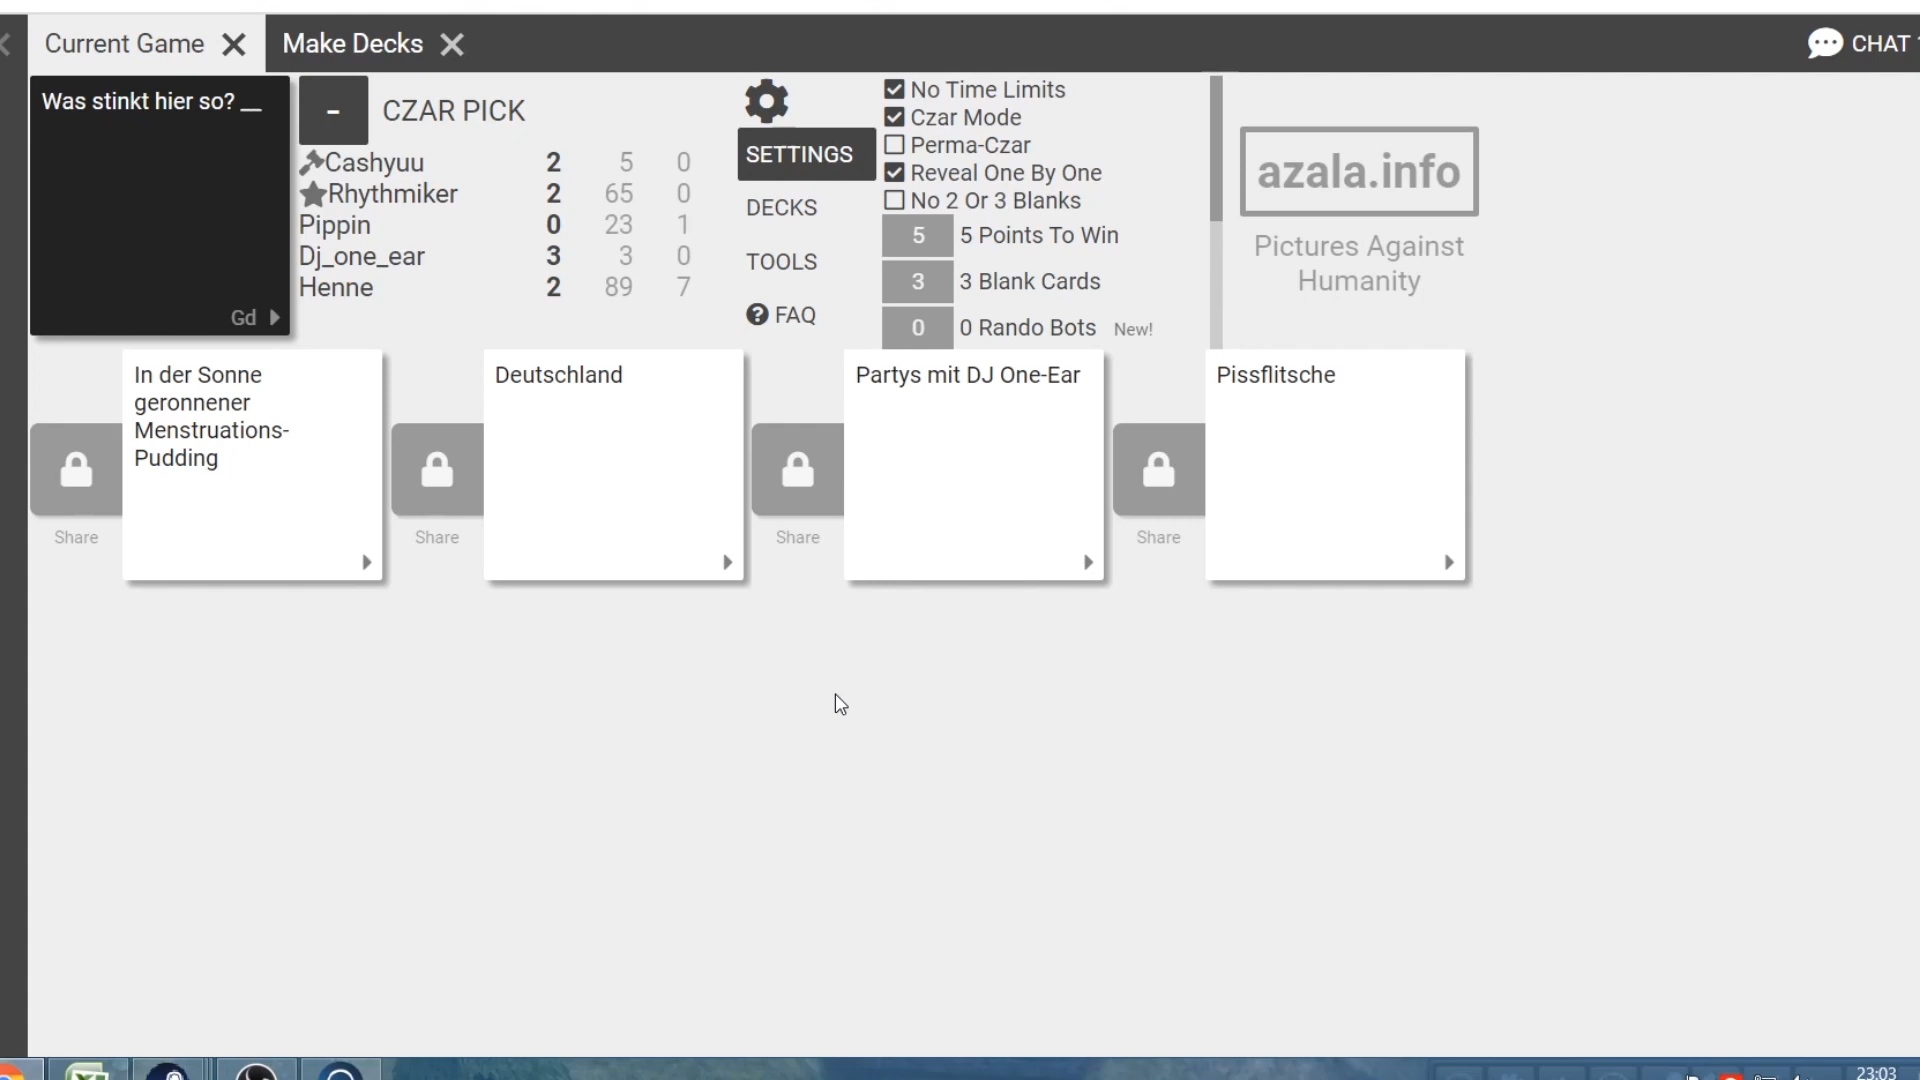 Current Game
Make Decks
CHAT
Was stinkt hier so? __
Gd
-
CZAR PICK
Cashyuu 2 5 0
Rhythmiker 2 65 0
Pippin 0 23 1
Dj_one_ear 3 3 0
Henne 2 89 7
SETTINGS
DECKS
TOOLS
FAQ
No Time Limits
Czar Mode
Perma-Czar
Reveal One By One
No 2 Or 3 Blanks
5 5 Points To Win
3 3 Blank Cards
0 0 Rando Bots New!
azala.info
Pictures Against
Humanity
In der Sonne
geronnener
Menstruations-
Pudding
Share
Deutschland
Share
Partys mit DJ One-Ear
Share
Pissflitsche
Share
23:03